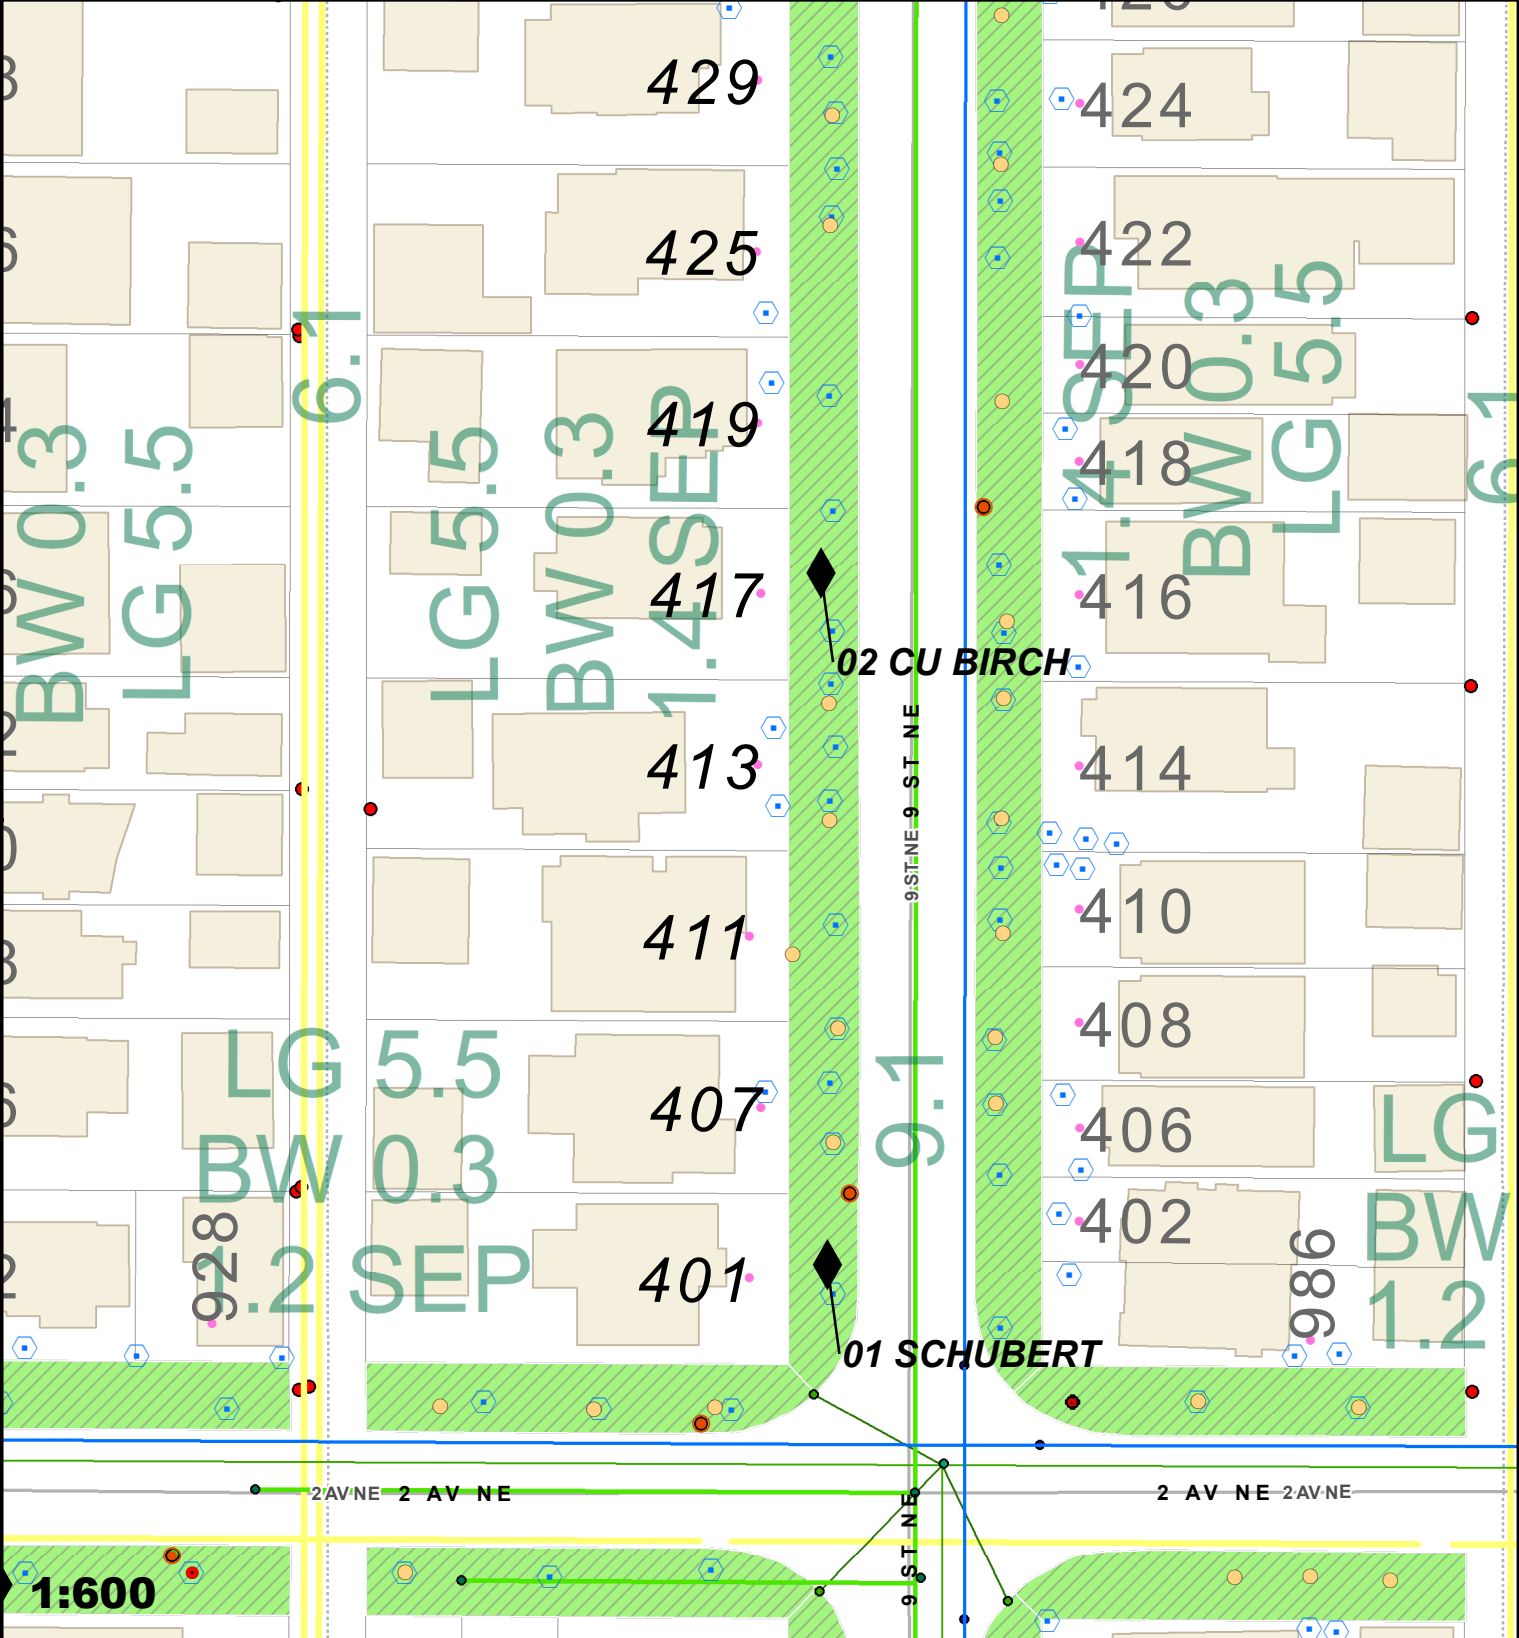 429
424
425
422
6.1
1.4 SEP
BW 0.3
LG 5.5
420
419
418
6.1
BW 0.3
LG 5.5
LG 5.5
BW 0.3
1.4 SEP
417
416
02 CU BIRCH
9 ST NE
9 ST NE
413
414
411
410
408
9.1
LG 5.5
BW 0.3
1.2 SEP
407
406
LG
BW
1.2
402
928
401
986
01 SCHUBERT
2 AV NE
2 AV NE
2 AV NE
2 AV NE
9 ST NE
1:600